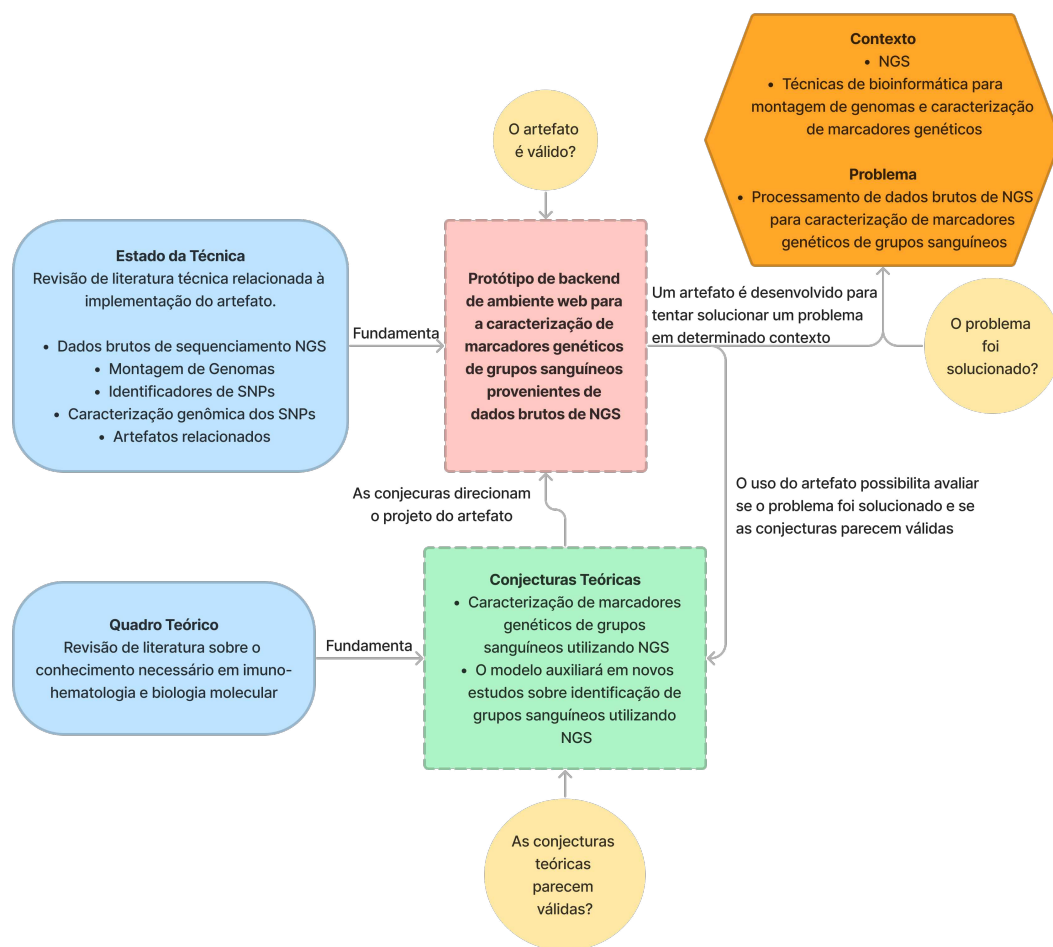 Contexto
• NGS
• Técnicas de bioinformática para
montagem de genomas e caracterização
de marcadores genéticos
Problema
• Processamento de dados brutos de NGS
para caracterização de marcadores
genéticos de grupos sanguíneos
O artefato
é válido?
Estado da Técnica
Revisão de literatura técnica relacionada à
implementação do artefato.
• Dados brutos de sequenciamento NGS
• Montagem de Genomas
• Identificadores de SNPs
• Caracterização genômica dos SNPs
• Artefatos relacionados
Fundamenta
Protótipo de backend
de ambiente web para
a caracterização de
marcadores genéticos
de grupos sanguíneos
provenientes de
dados brutos de NGS
Um artefato é desenvolvido para
tentar solucionar um problema
em determinado contexto
O problema
foi
solucionado?
As conjecuras direcionam
o projeto do artefato
O uso do artefato possibilita avaliar
se o problema foi solucionado e se
as conjecturas parecem válidas
Quadro Teórico
Revisão de literatura sobre o
conhecimento necessário em imuno-
hematologia e biologia molecular
Fundamenta
Conjecturas Teóricas
• Caracterização de marcadores
genéticos de grupos
sanguíneos utilizando NGS
• O modelo auxiliará em novos
estudos sobre identificação de
grupos sanguíneos utilizando
NGS
As conjecturas
teóricas
parecem
válidas?